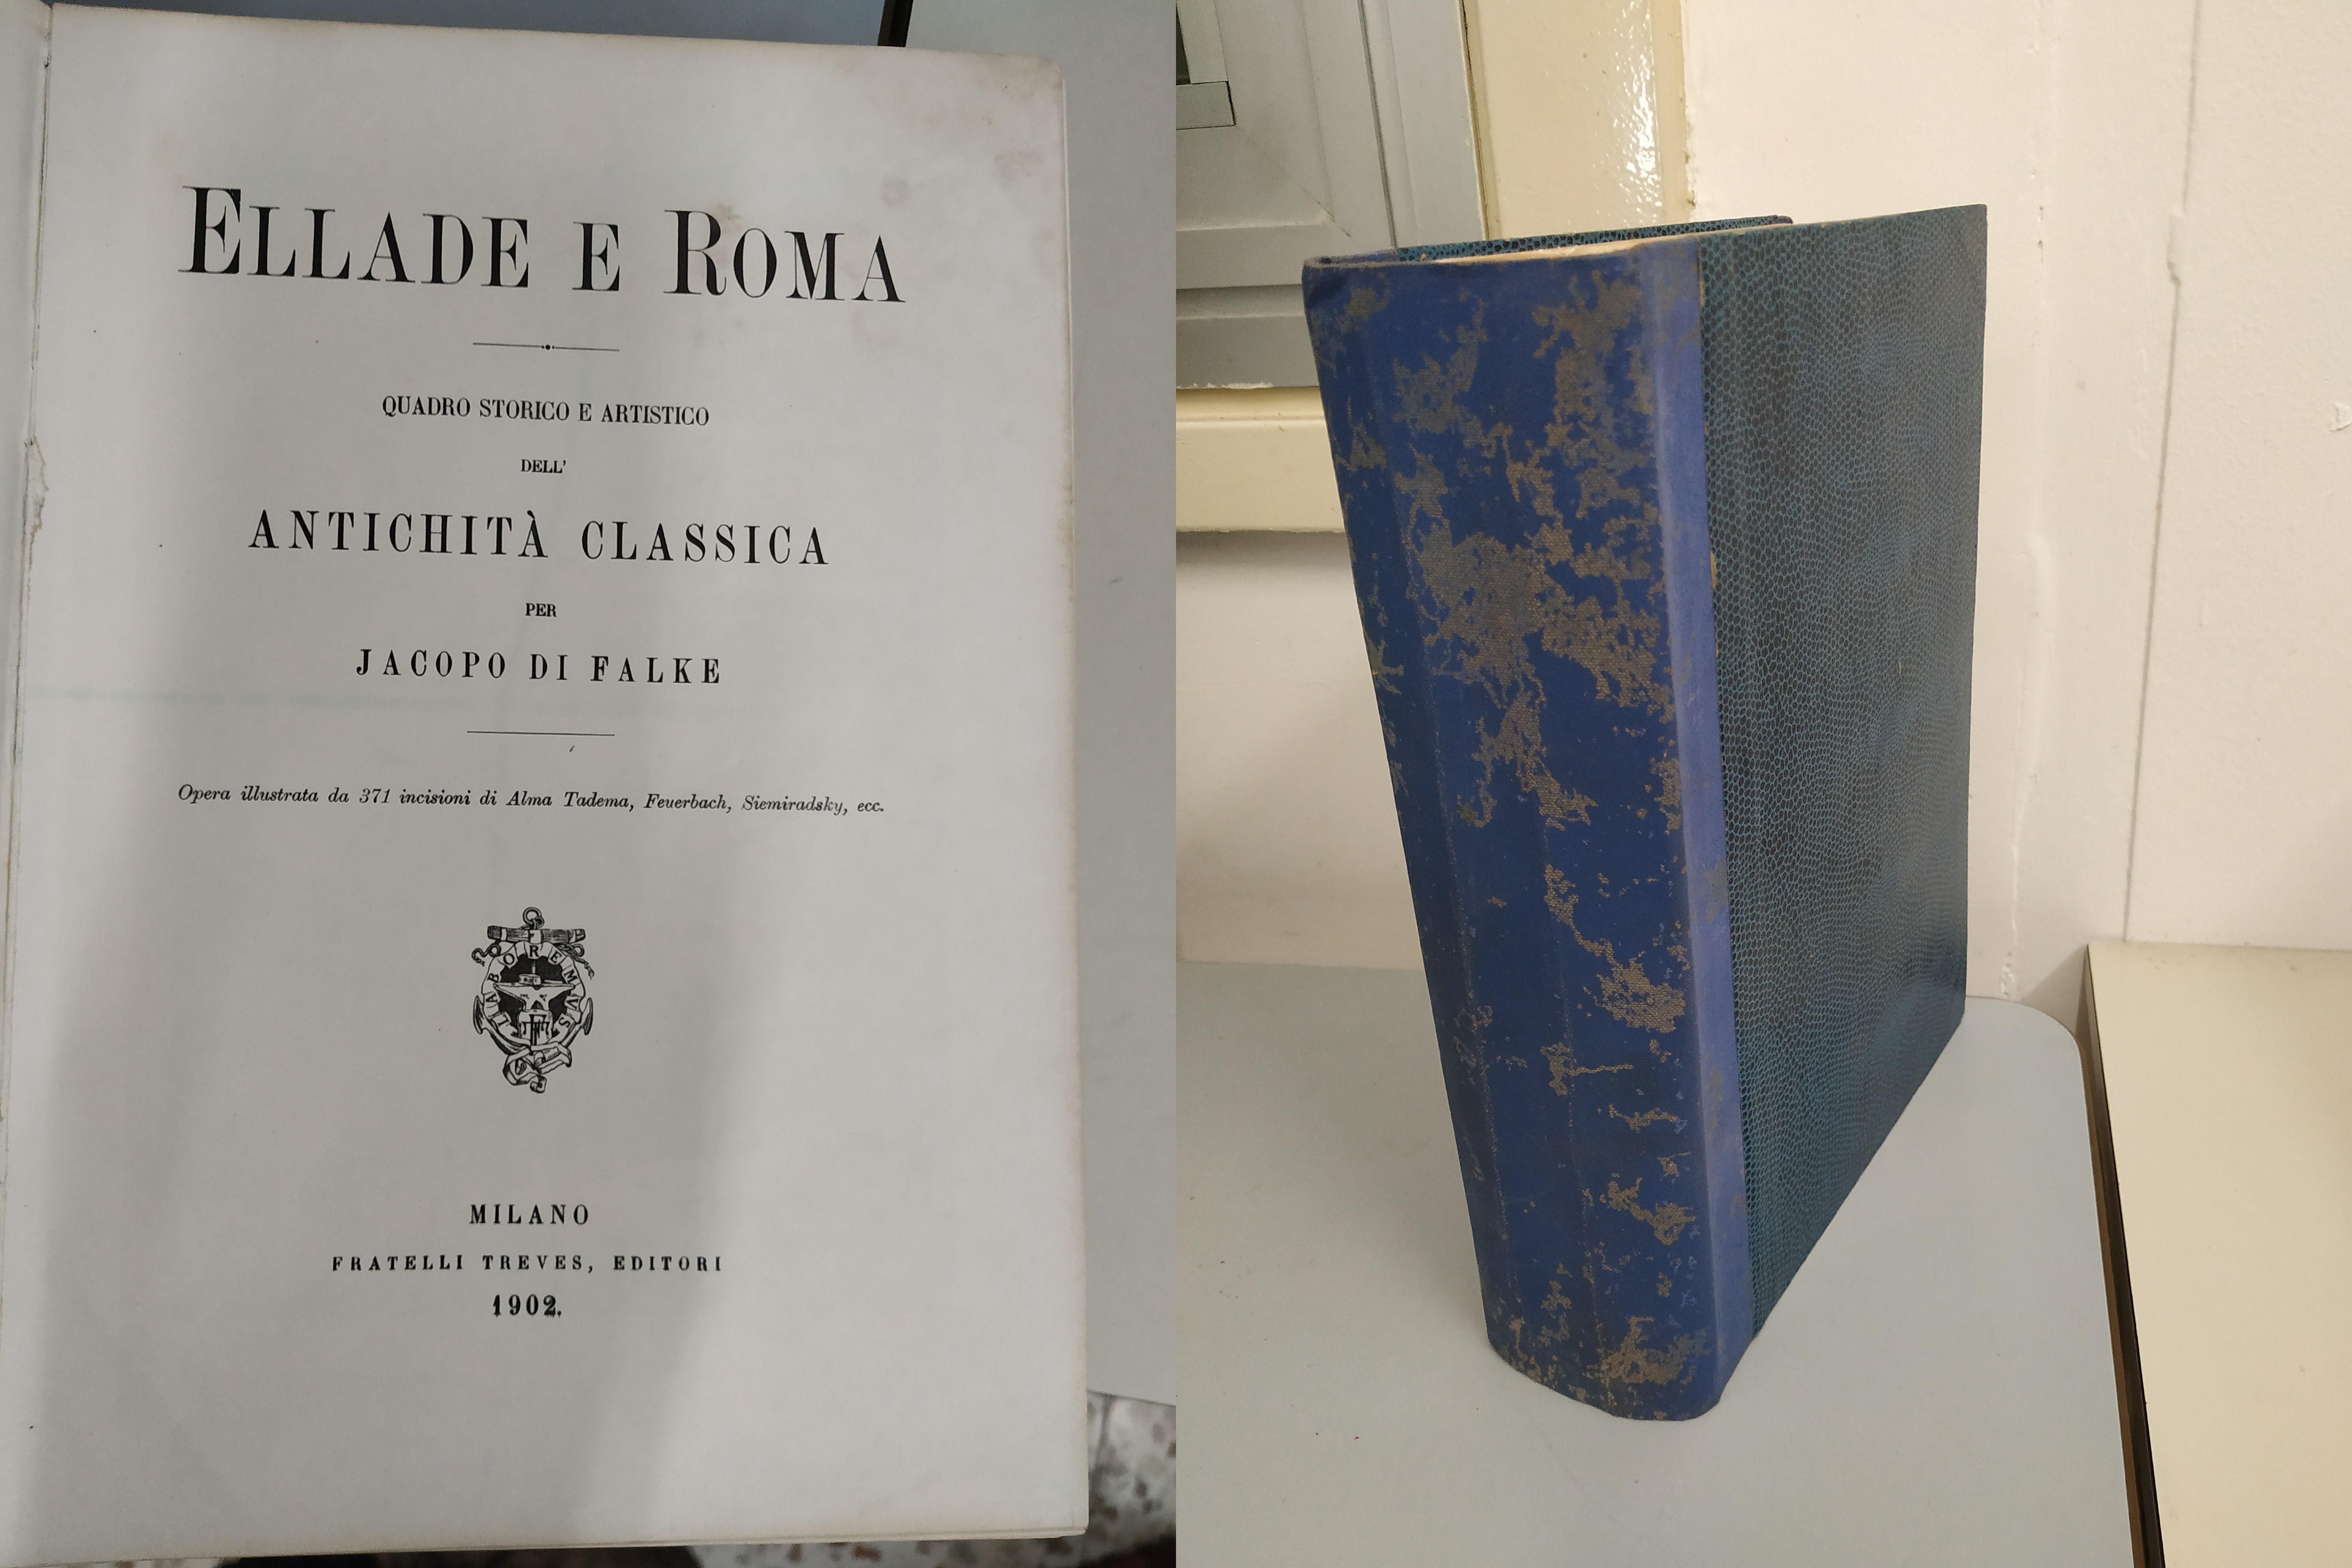 ELLADE E ROMA
QUADRO STORICO E ARTISTICO
DELL'
ANTICHITÀ CLASSICA
PER
JACOPO DI FALKE
Opera illustrata da 371 incisioni di Alma Tadema, Feuerbach, Siemiradsky, ecc.
LABOREMUS
MILANO
FRATELLI TREVES, EDITORI
1902.